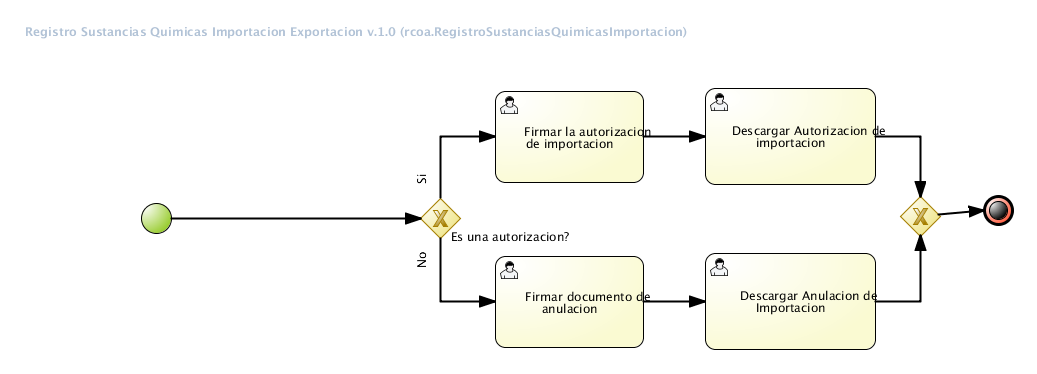 Registro Sustancias Quimicas Importacion Exportacion v.1.0 (rcoa.RegistroSustanciasQuimicasImportacion)
Firmar la autorizacion
de importacion
Descargar Autorizacion de
importacion
Si
Es una autorizacion?
No
Firmar documento de
anulacion
Descargar Anulacion de
Importacion